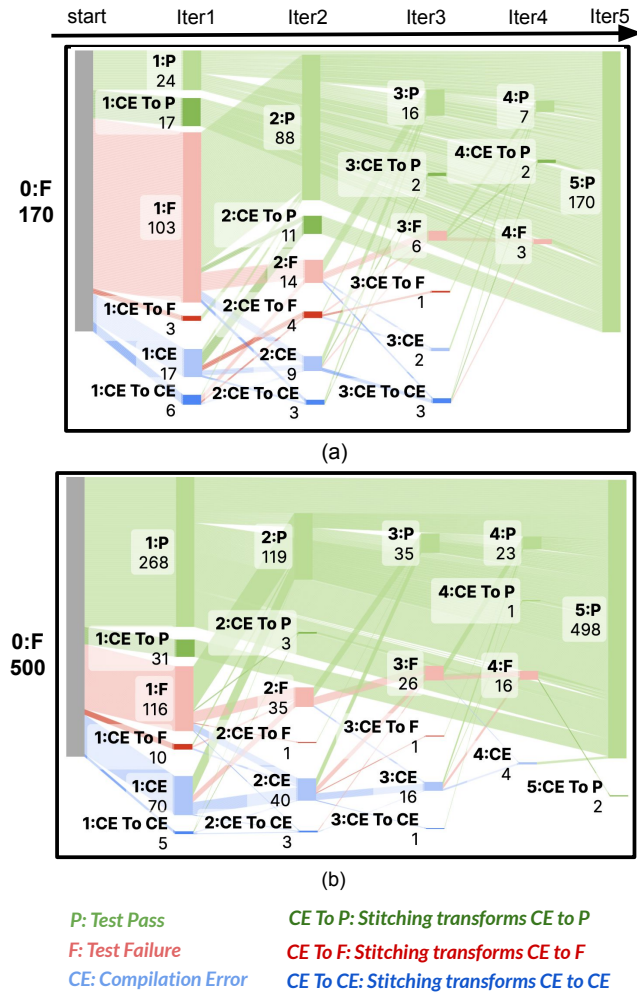 start Iter1 Iter2 Iter3 Iter4 Iter5
0:F
170
1:P
24
1:CE To P
17
1:F
103
1:CE To F
3
1:CE
17
1:CE To CE
6
2:P
88
2:CE To P
11
2:F
14
2:CE To F
4
2:CE
9
2:CE To CE
3
3:P
16
3:CE To P
2
3:F
6
3:CE To F
1
3:CE
2
3:CE To CE
3
4:P
7
4:CE To P
2
4:F
3
5:P
170
(a)
0:F
500
1:P
268
1:CE To P
31
1:F
116
1:CE To F
10
1:CE
70
1:CE To CE
5
2:P
119
2:CE To P
3
2:F
35
2:CE To F
1
2:CE
40
2:CE To CE
3
3:P
35
3:F
26
3:CE To F
1
3:CE
16
3:CE To CE
1
4:P
23
4:CE To P
1
4:F
16
4:CE
4
5:P
498
5:CE To P
2
(b)
P: Test Pass
F: Test Failure
CE: Compilation Error
CE To P: Stitching transforms CE to P
CE To F: Stitching transforms CE to F
CE To CE: Stitching transforms CE to CE